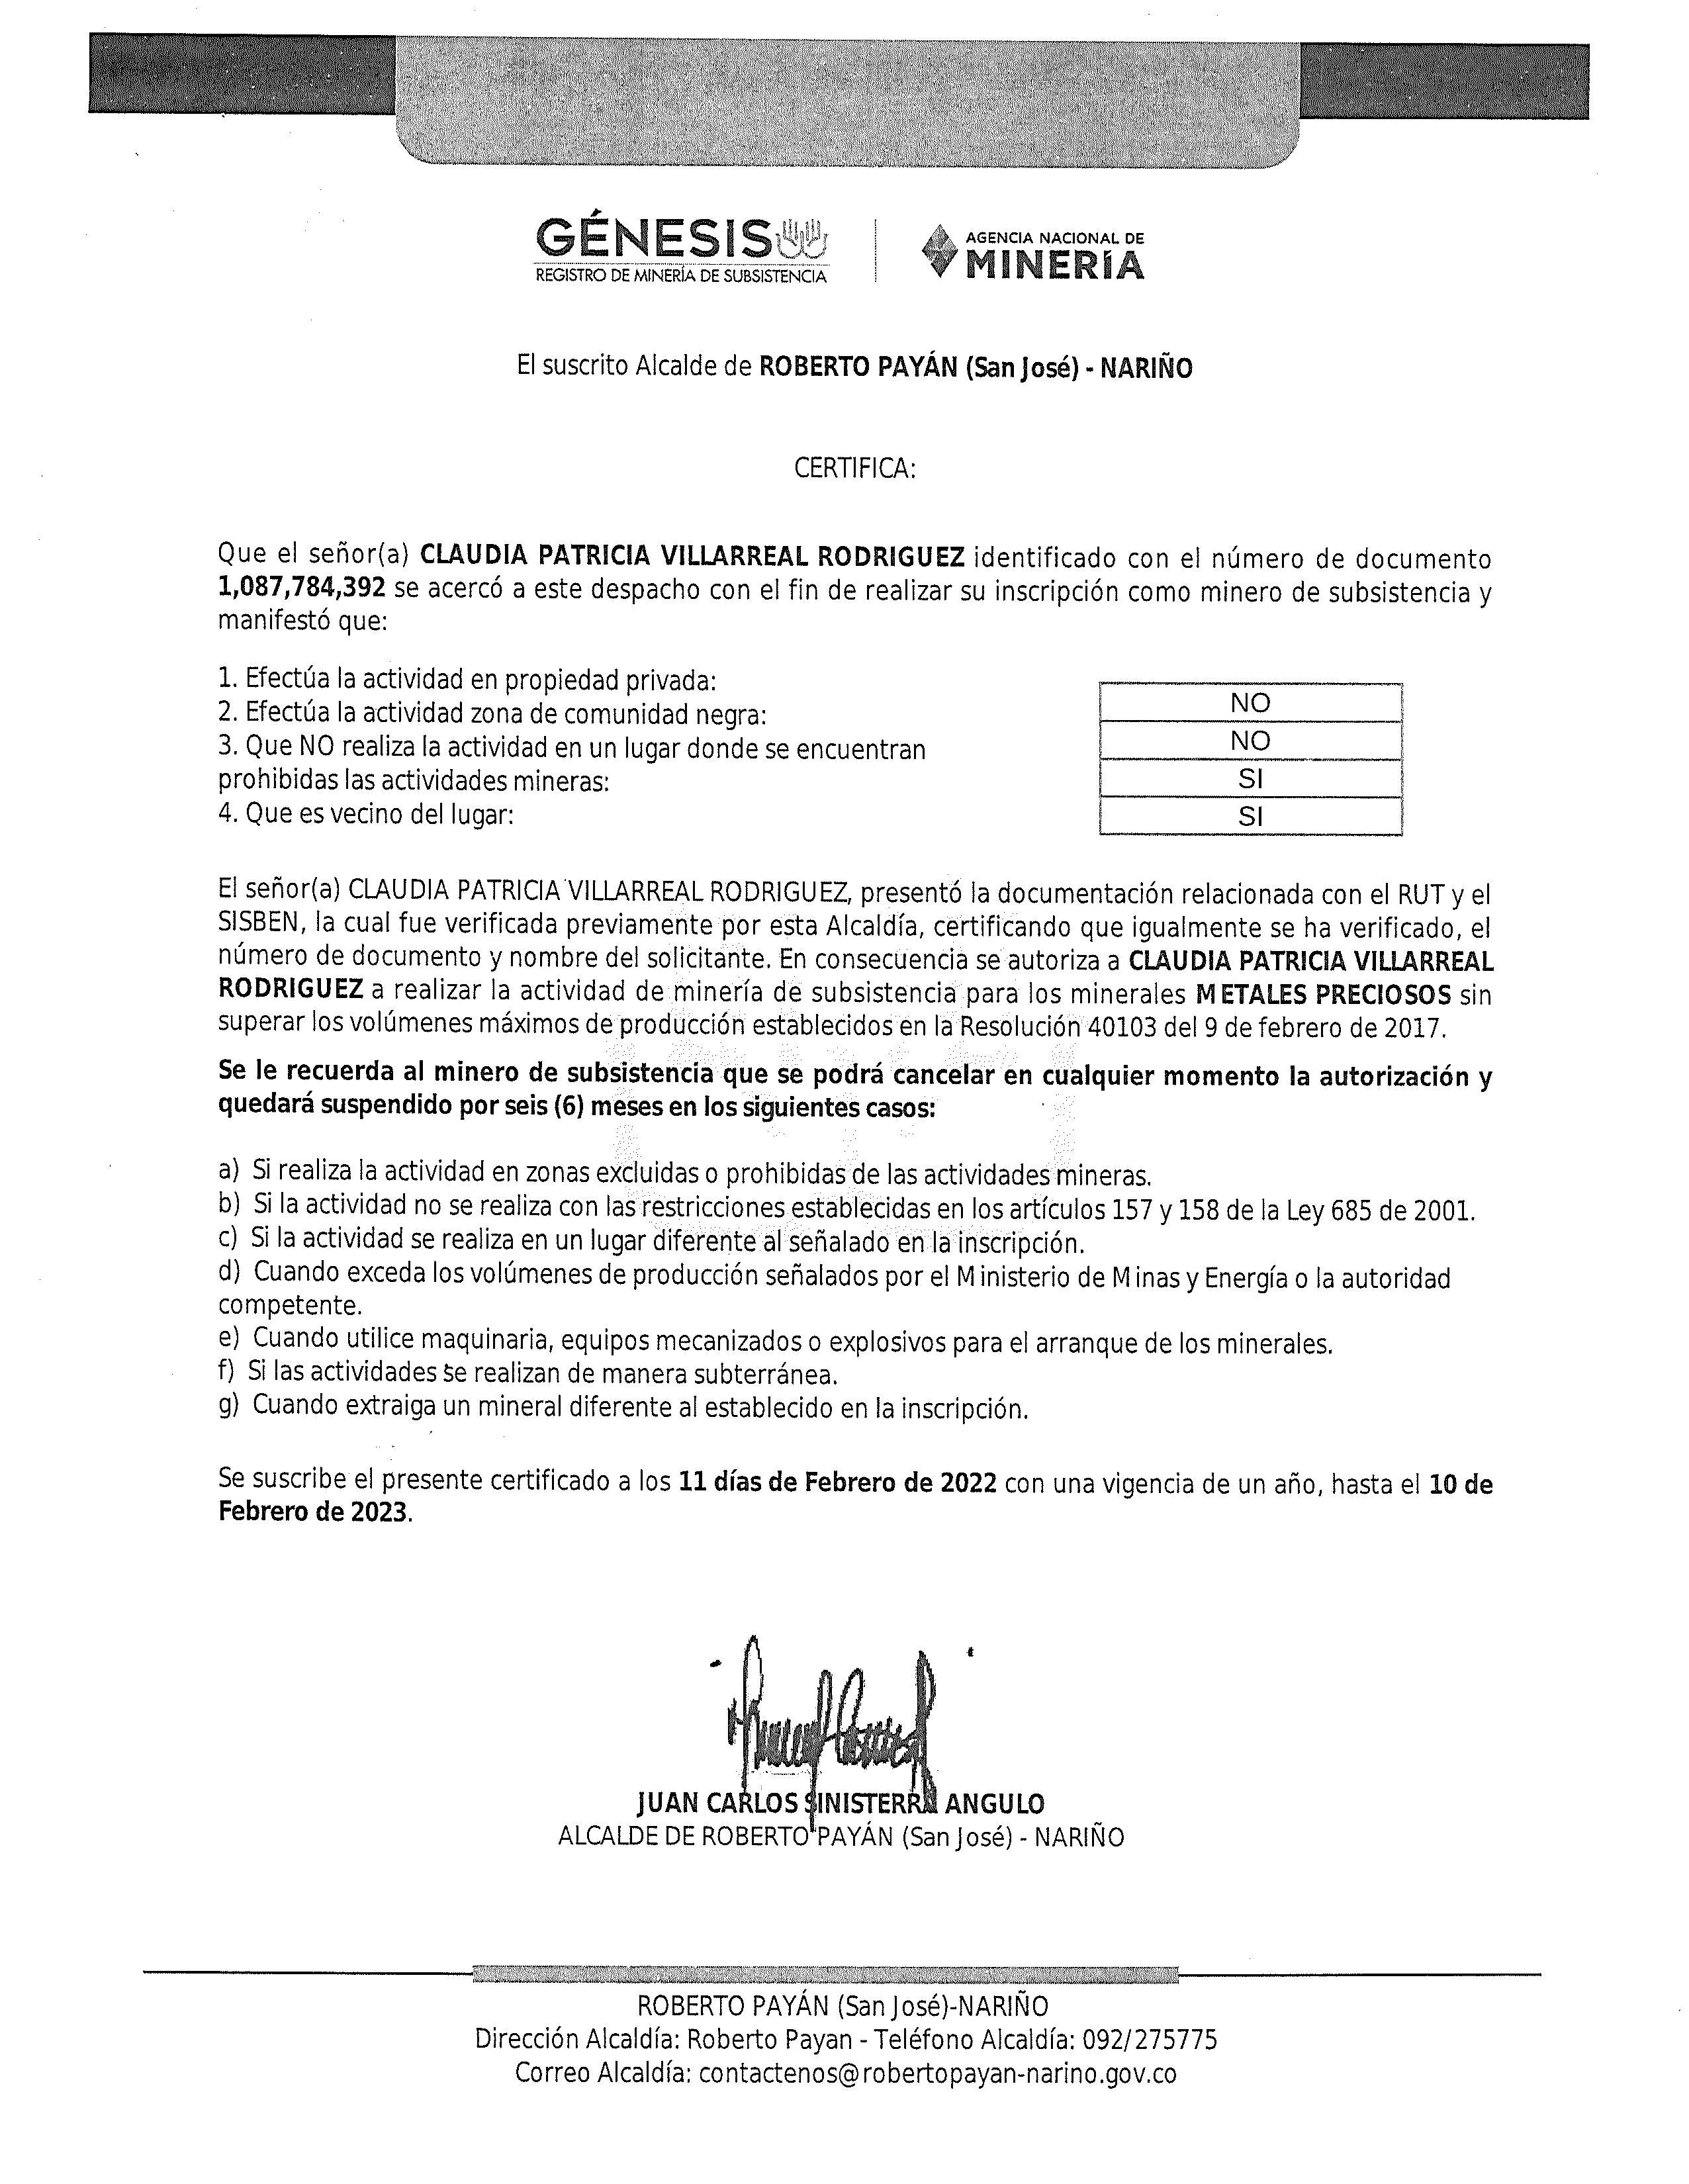 GÉNESIS
REGISTRO DE MINERÍA DE SUBSISTENCIA
AGENCIA NACIONAL DE
MINERÍA
El suscrito Alcalde de ROBERTO PAYÁN (San José) - NARIÑO
CERTIFICA:
Que el señor(a) CLAUDIA PATRICIA VILLARREAL RODRIGUEZ identificado con el número de documento
1,087,784,392 se acercó a este despacho con el fin de realizar su inscripción como minero de subsistencia y
manifestó que:
1. Efectúa la actividad en propiedad privada:
NO
2. Efectúa la actividad zona de comunidad negra:
NO
3. Que NO realiza la actividad en un lugar donde se encuentran
prohibidas las actividades mineras:
SI
4. Que es vecino del lugar:
SI
El señor(a) CLAUDIA PATRICIA VILLARREAL RODRIGUEZ, presentó la documentación relacionada con el RUT y el
SISBEN, la cual fue verificada previamente por esta Alcaldía, certificando que igualmente se ha verificado, el
número de documento y nombre del solicitante. En consecuencia se autoriza a CLAUDIA PATRICIA VILLARREAL
RODRIGUEZ a realizar la actividad de minería de subsistencia para los minerales METALES PRECIOSOS sin
superar los volúmenes máximos de producción establecidos en la Resolución 40103 del 9 de febrero de 2017.
Se le recuerda al minero de subsistencia que se podrá cancelar en cualquier momento la autorización y
quedará suspendido por seis (6) meses en los siguientes casos:
a) Si realiza la actividad en zonas excluidas o prohibidas de las actividades mineras.
b) Si la actividad no se realiza con las restricciones establecidas en los artículos 157 y 158 de la Ley 685 de 2001.
c) Si la actividad se realiza en un lugar diferente al señalado en la inscripción.
d) Cuando exceda los volúmenes de producción señalados por el Ministerio de Minas y Energía o la autoridad
competente.
e) Cuando utilice maquinaria, equipos mecanizados o explosivos para el arranque de los minerales.
f) Si las actividades se realizan de manera subterránea.
g) Cuando extraiga un mineral diferente al establecido en la inscripción.
Se suscribe el presente certificado a los 11 días de Febrero de 2022 con una vigencia de un año, hasta el 10 de
Febrero de 2023.
JUAN CARLOS SINISTERRA ANGULO
ALCALDE DE ROBERTO PAYÁN (San José) - NARIÑO
ROBERTO PAYÁN (San José)-NARIÑO
Dirección Alcaldía: Roberto Payan - Teléfono Alcaldía: 092/275775
Correo Alcaldía: contactenos@robertopayan-narino.gov.co